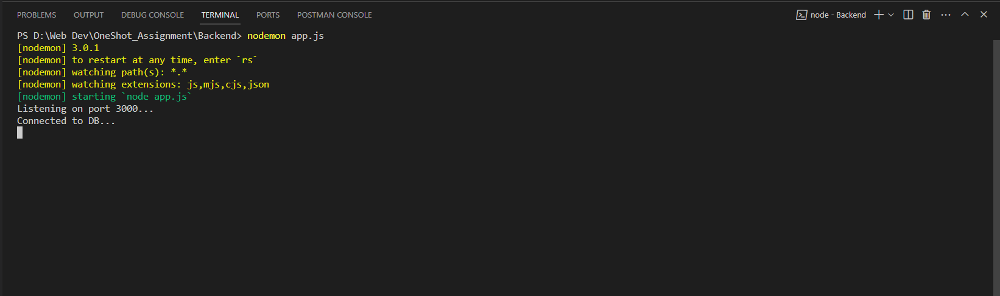 PROBLEMS OUTPUT DEBUG CONSOLE TERMINAL PORTS POSTMAN CONSOLE node - Backend
PS D:\Web Dev\OneShot_Assignment\Backend> nodemon app.js
[nodemon] 3.0.1
[nodemon] to restart at any time, enter `rs`
[nodemon] watching path(s): *.*
[nodemon] watching extensions: js,mjs,cjs,json
[nodemon] starting `node app.js`
Listening on port 3000...
Connected to DB...